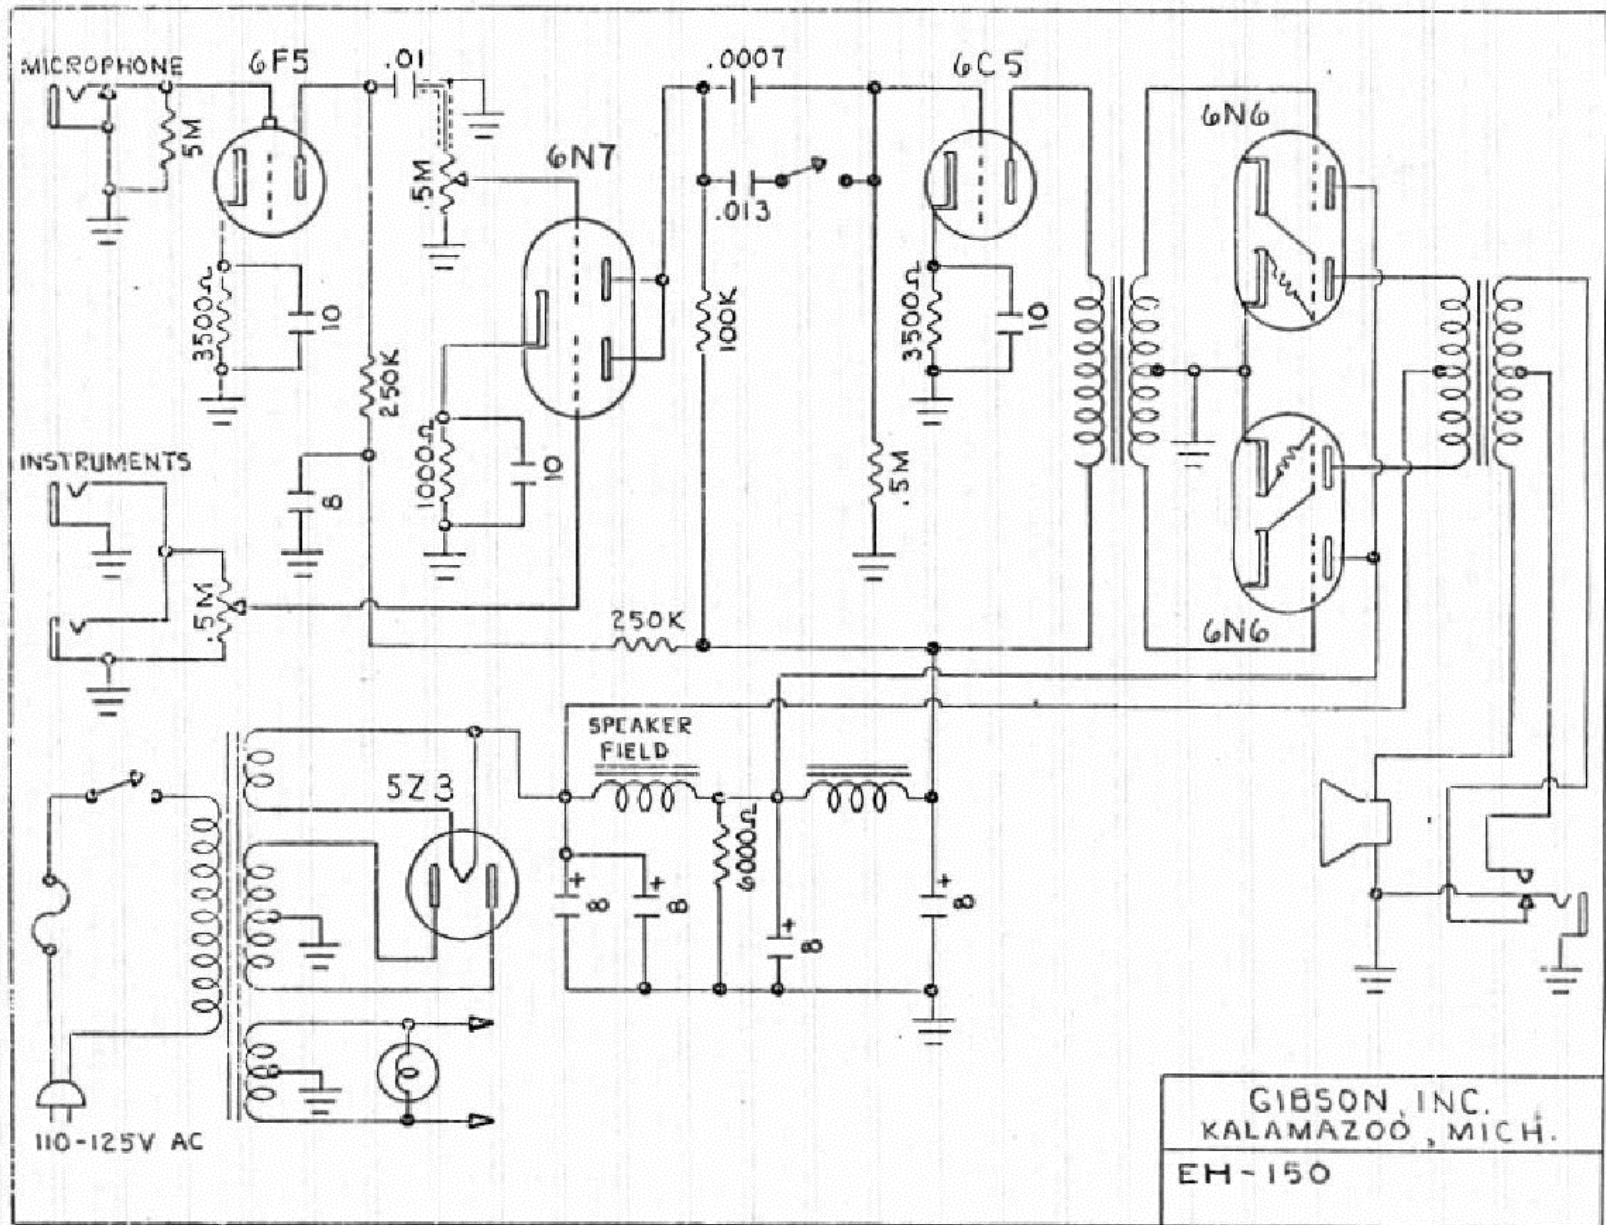 MICROPHONE
6F5
.01
.0007
6C5
6N6
5M
6N7
.5M
.013
3500Ω
10
250K
100K
3500Ω
10
INSTRUMENTS
8
1000Ω
10
.5M
.5M
250K
6N6
SPEAKER
FIELD
5Z3
6000Ω
8
8
8
8
110-125V AC
GIBSON, INC.
KALAMAZOO, MICH.
EH-150